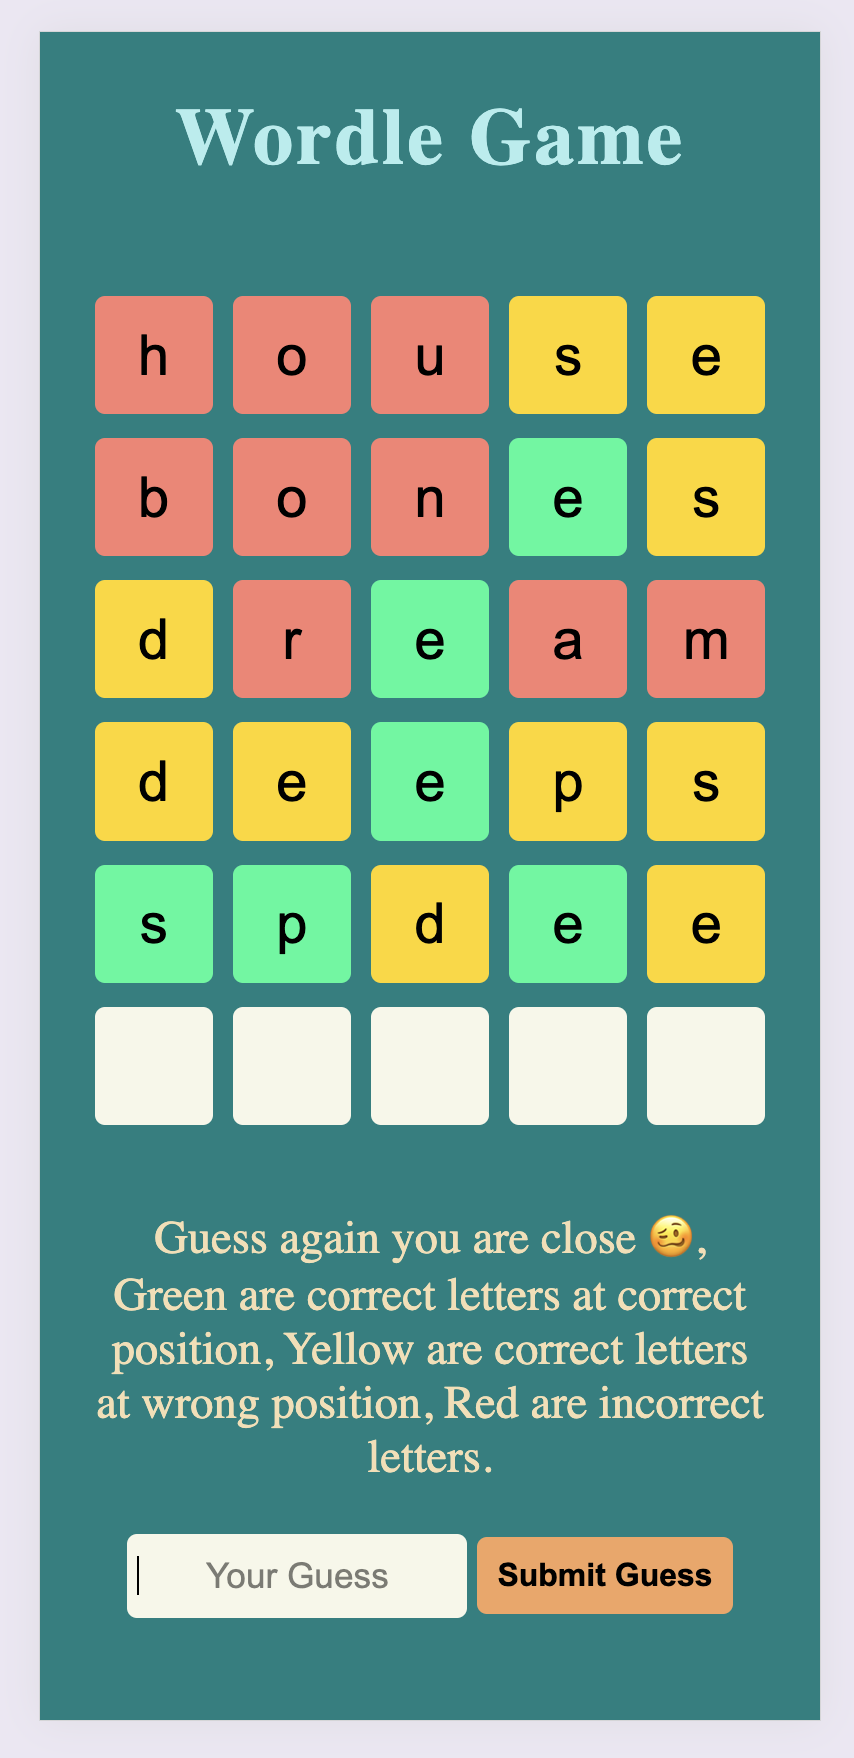 Wordle Game
h o u s e
b o n e s
d r e a m
d e e p s
s p d e e
Guess again you are close 🥴,
Green are correct letters at correct
position, Yellow are correct letters
at wrong position, Red are incorrect
letters.
Your Guess Submit Guess